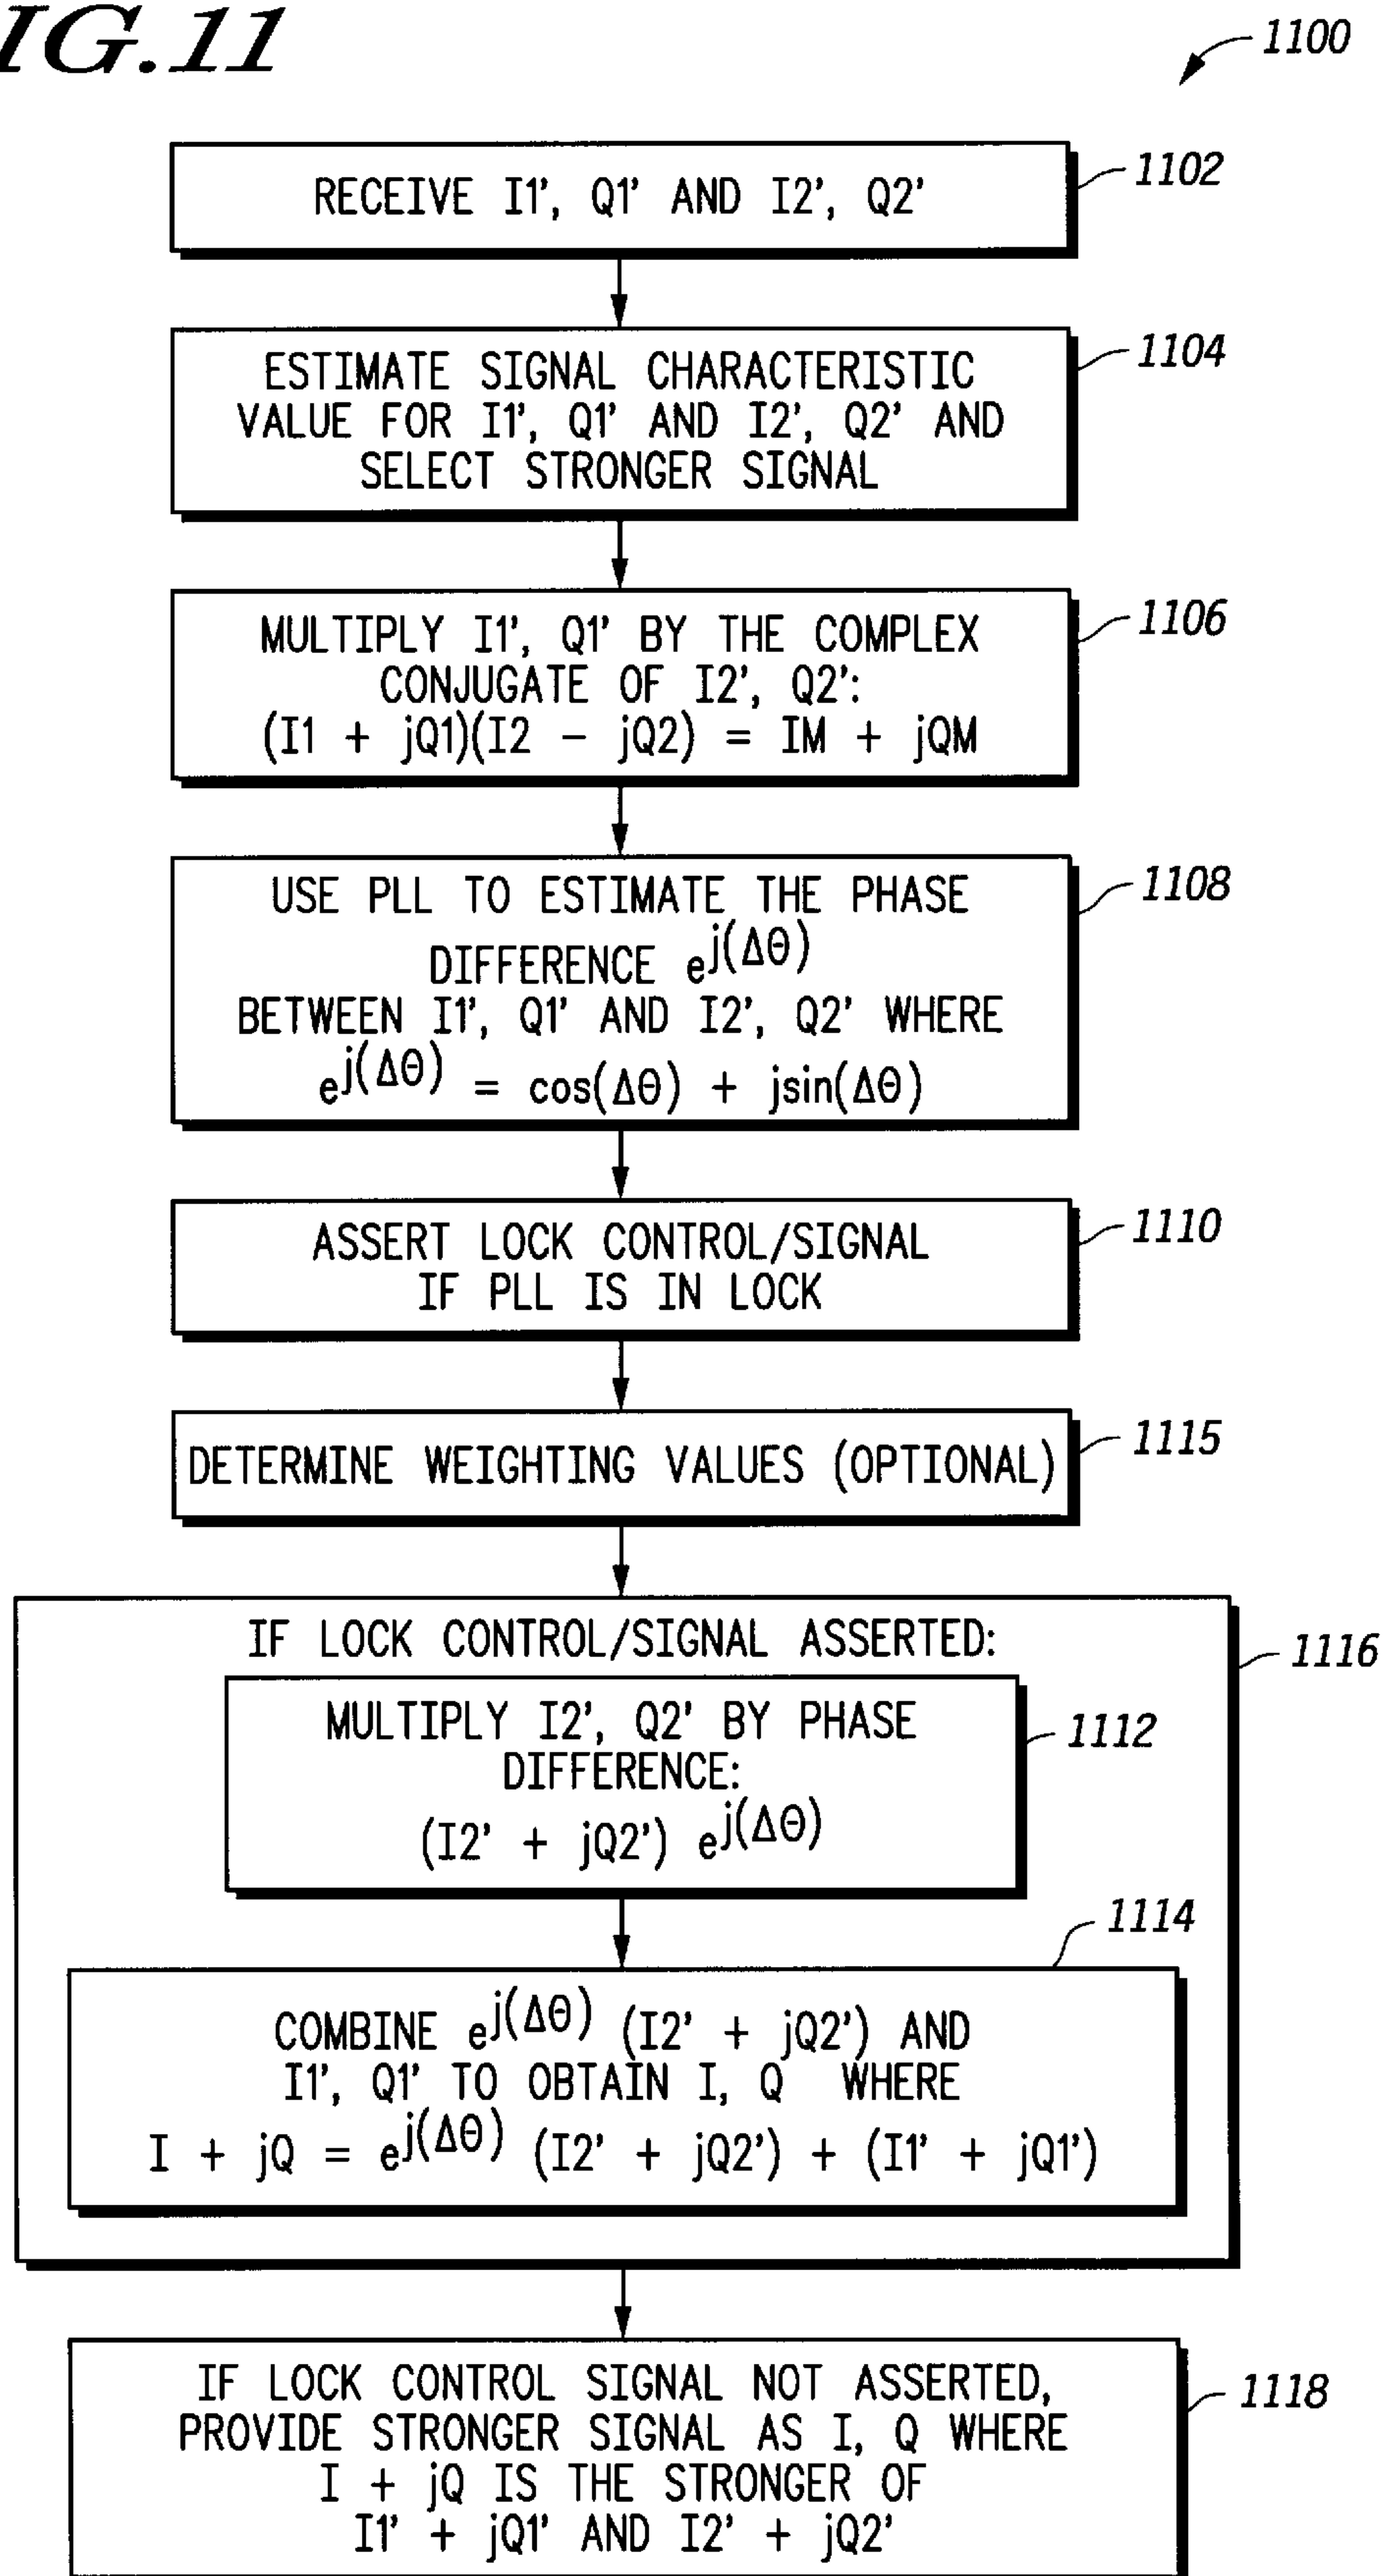 IG.11
1100
RECEIVE I1', Q1' AND I2', Q2'
1102
ESTIMATE SIGNAL CHARACTERISTIC
VALUE FOR I1', Q1' AND I2', Q2' AND
SELECT STRONGER SIGNAL
1104
MULTIPLY I1', Q1' BY THE COMPLEX
CONJUGATE OF I2', Q2':
(I1 + jQ1)(I2 - jQ2) = IM + jQM
1106
USE PLL TO ESTIMATE THE PHASE
DIFFERENCE e^j(ΔΘ)
BETWEEN I1', Q1' AND I2', Q2' WHERE
e^j(ΔΘ) = cos(ΔΘ) + jsin(ΔΘ)
1108
ASSERT LOCK CONTROL/SIGNAL
IF PLL IS IN LOCK
1110
DETERMINE WEIGHTING VALUES (OPTIONAL)
1115
IF LOCK CONTROL/SIGNAL ASSERTED:
1116
MULTIPLY I2', Q2' BY PHASE
DIFFERENCE:
(I2' + jQ2') e^j(ΔΘ)
1112
1114
COMBINE e^j(ΔΘ) (I2' + jQ2') AND
I1', Q1' TO OBTAIN I, Q WHERE
I + jQ = e^j(ΔΘ) (I2' + jQ2') + (I1' + jQ1')
IF LOCK CONTROL SIGNAL NOT ASSERTED,
PROVIDE STRONGER SIGNAL AS I, Q WHERE
I + jQ IS THE STRONGER OF
I1' + jQ1' AND I2' + jQ2'
1118